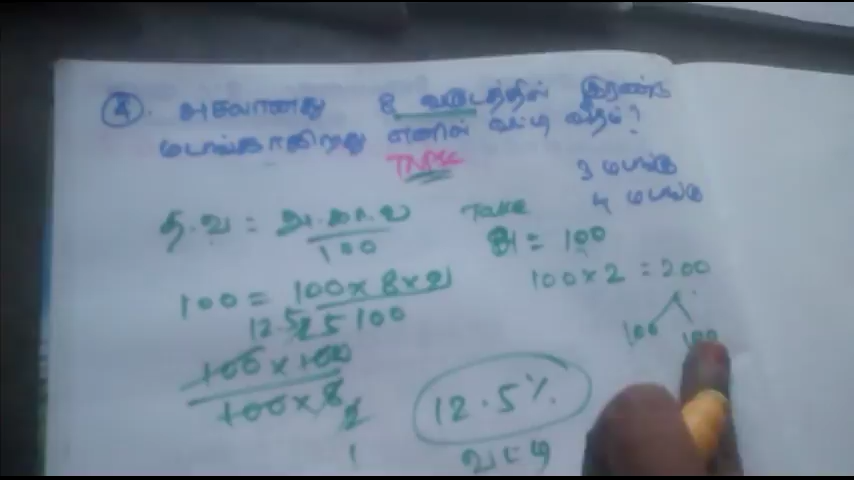 4. அசலானது 8 வருடத்தில் இரண்டு
மடங்காகிறது எனில் வட்டி வீதம்?
TNPSC
3 மடங்கு
4 மடங்கு
த.வ = அ.கா.வ
100
Take
அ = 100
100 × 2 = 200
100 100
100 = 100 × 8 × வ
100
12.5 25
100 × 100
100 × 8
2
1
12.5%
வட்டி